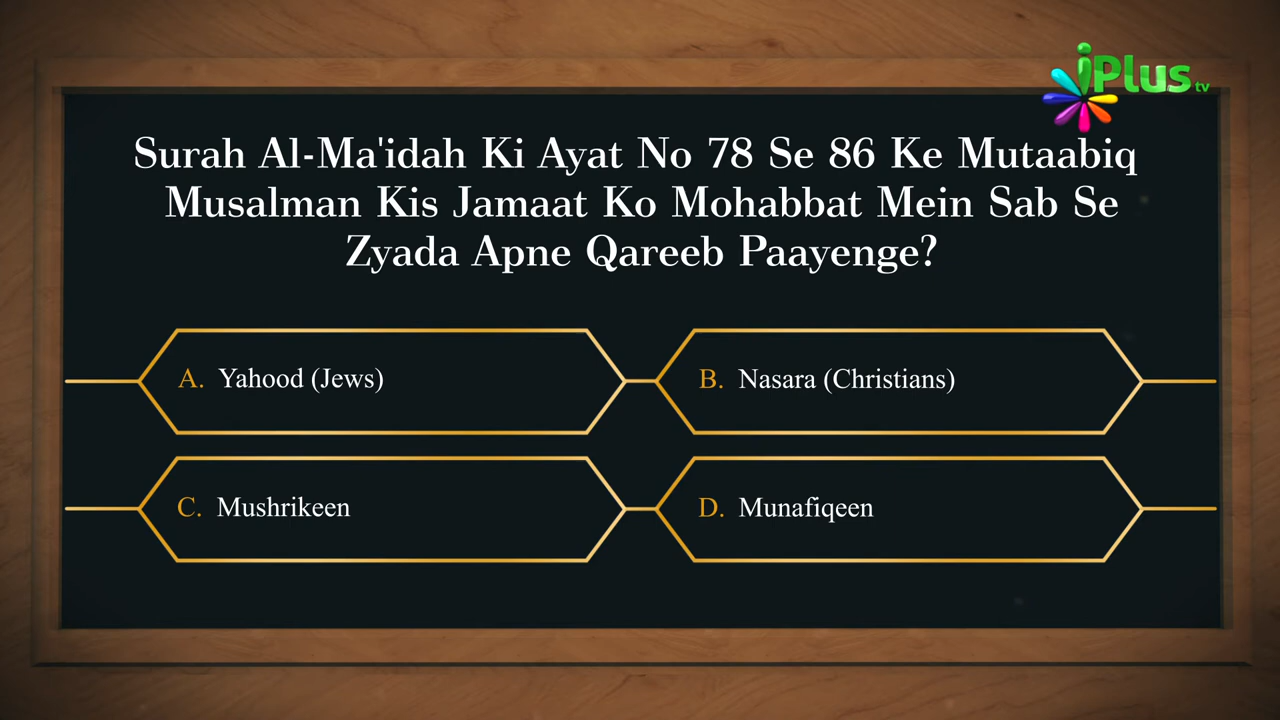 iPlus tv
Surah Al-Ma'idah Ki Ayat No 78 Se 86 Ke Mutaabiq
Musalman Kis Jamaat Ko Mohabbat Mein Sab Se
Zyada Apne Qareeb Paayenge?
A. Yahood (Jews)
B. Nasara (Christians)
C. Mushrikeen
D. Munafiqeen